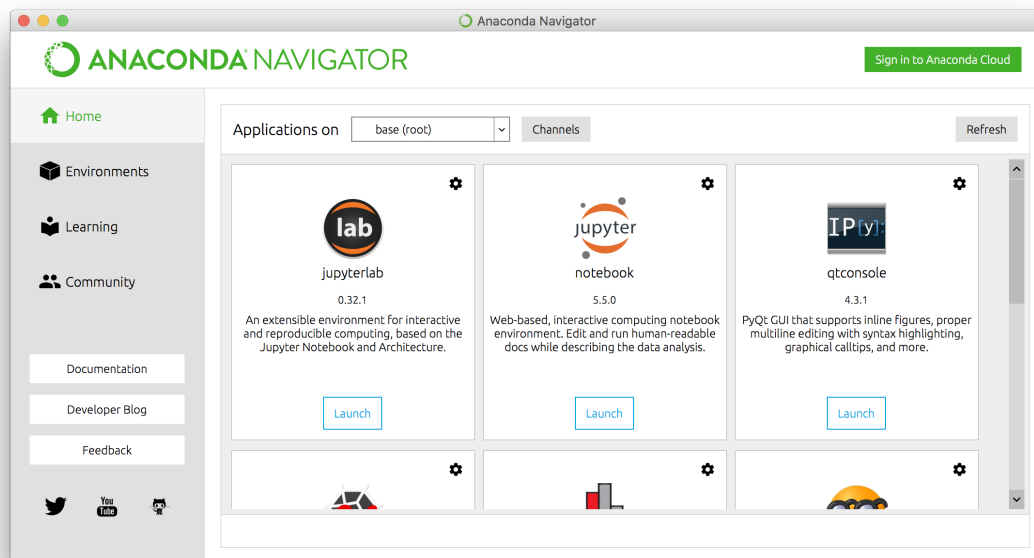 Anaconda Navigator
ANACONDA NAVIGATOR
Sign in to Anaconda Cloud
Home
Environments
Learning
Community
Documentation
Developer Blog
Feedback
You
Tube
Applications on
base (root)
Channels
Refresh
lab
jupyterlab
0.32.1
An extensible environment for interactive
and reproducible computing, based on the
Jupyter Notebook and Architecture.
Launch
jupyter
notebook
5.5.0
Web-based, interactive computing notebook
environment. Edit and run human-readable
docs while describing the data analysis.
Launch
IP[y]:
qtconsole
4.3.1
PyQt GUI that supports inline figures, proper
multiline editing with syntax highlighting,
graphical calltips, and more.
Launch